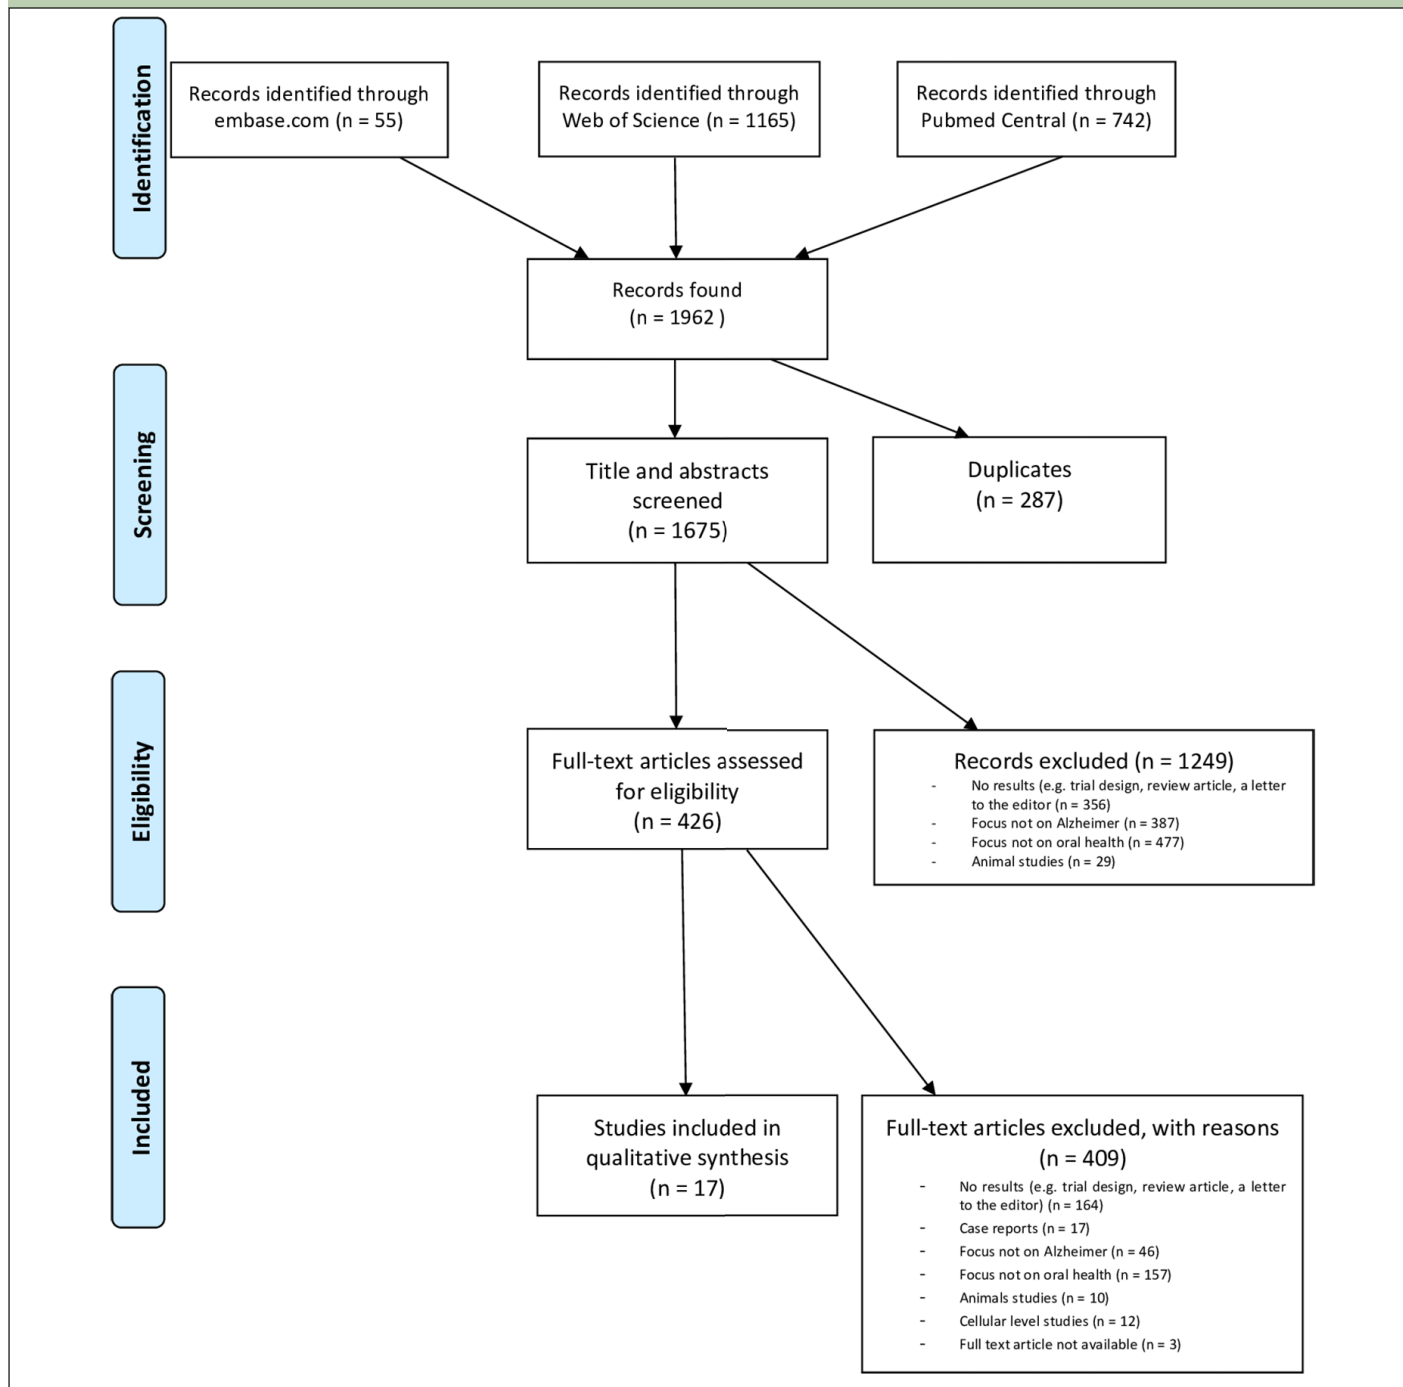 Identification
Records identified through
embase.com (n = 55)
Records identified through
Web of Science (n = 1165)
Records identified through
Pubmed Central (n = 742)
Records found
(n = 1962 )
Screening
Title and abstracts
screened
(n = 1675)
Duplicates
(n = 287)
Eligibility
Full-text articles assessed
for eligibility
(n = 426)
Records excluded (n = 1249)
- No results (e.g. trial design, review article, a letter
to the editor (n = 356)
- Focus not on Alzheimer (n = 387)
- Focus not on oral health (n = 477)
- Animal studies (n = 29)
Included
Studies included in
qualitative synthesis
(n = 17)
Full-text articles excluded, with reasons
(n = 409)
- No results (e.g. trial design, review article, a letter
to the editor) (n = 164)
- Case reports (n = 17)
- Focus not on Alzheimer (n = 46)
- Focus not on oral health (n = 157)
- Animals studies (n = 10)
- Cellular level studies (n = 12)
- Full text article not available (n = 3)